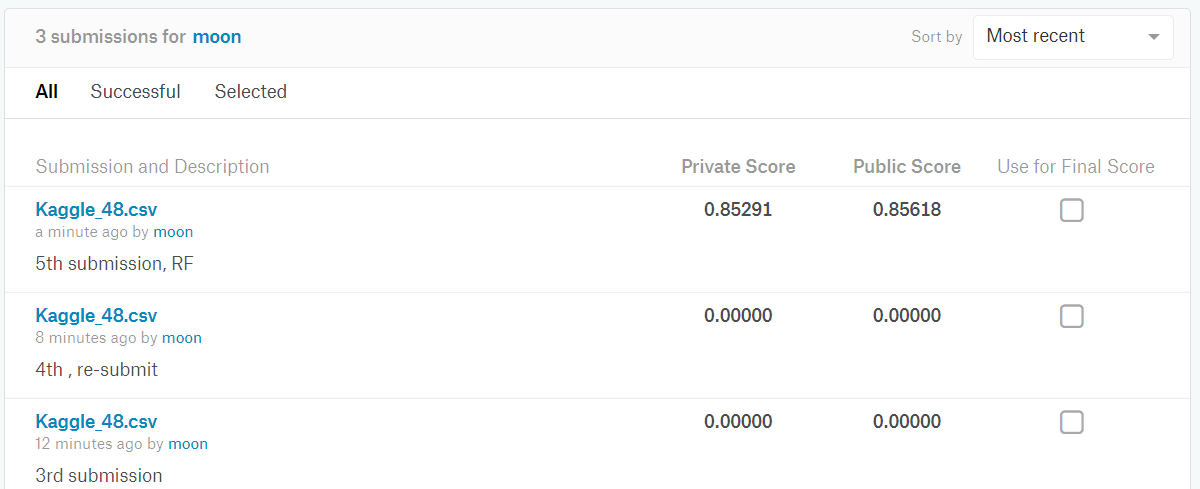 3 submissions for moon
Sort by Most recent
All Successful Selected
Submission and Description Private Score Public Score Use for Final Score
Kaggle_48.csv 0.85291 0.85618
a minute ago by moon
5th submission, RF
Kaggle_48.csv 0.00000 0.00000
8 minutes ago by moon
4th , re-submit
Kaggle_48.csv 0.00000 0.00000
12 minutes ago by moon
3rd submission